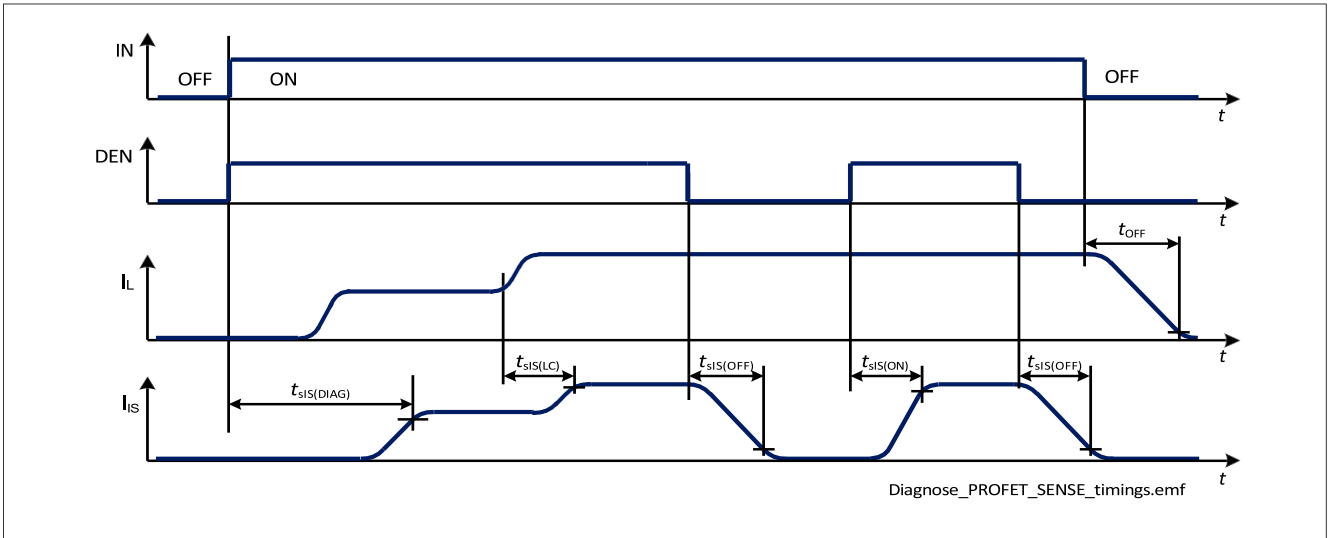 IN
OFF ON OFF
t
DEN
t
tOFF
IL
t
tsIS(LC) tsIS(OFF) tsIS(ON) tsIS(OFF)
tsIS(DIAG)
IIS
t
Diagnose_PROFET_SENSE_timings.emf